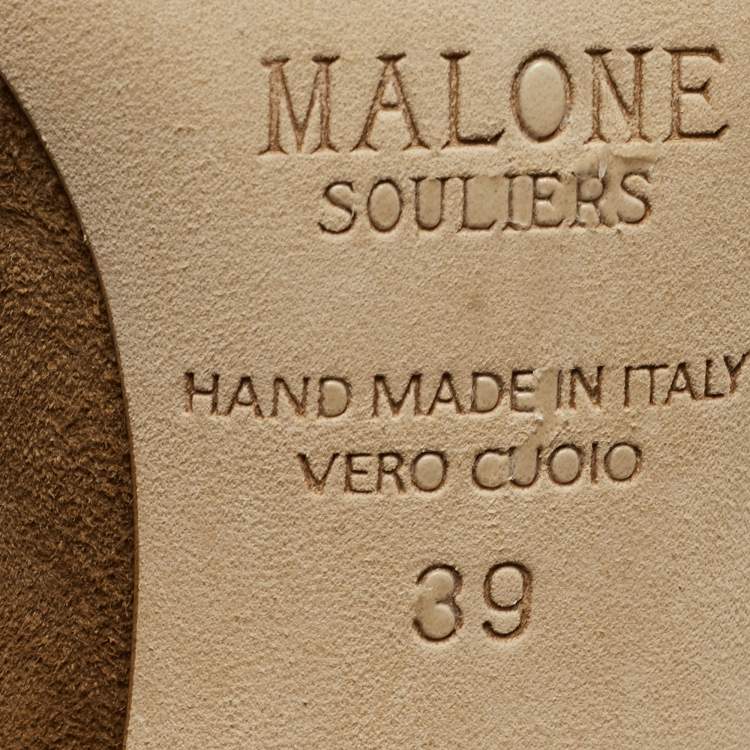 MALONE
SOULIERS
HAND MADE IN ITALY
VERO CUOIO
39